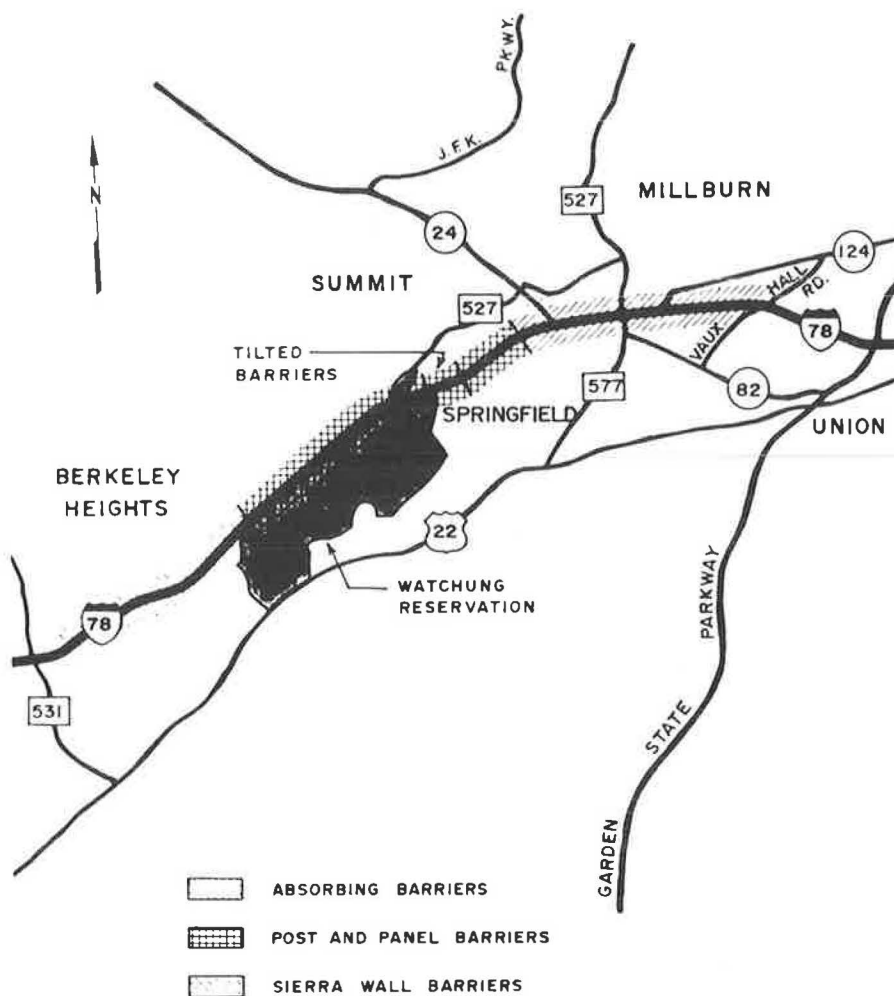 PKWY.
J.F.K.
N
527
MILLBURN
24
124
SUMMIT
HALL
RD.
527
78
VAUX
TILTED
BARRIERS
577
82
SPRINGFIELD
UNION
BERKELEY
HEIGHTS
22
WATCHUNG
RESERVATION
PARKWAY
78
531
STATE
GARDEN
ABSORBING BARRIERS
POST AND PANEL BARRIERS
SIERRA WALL BARRIERS